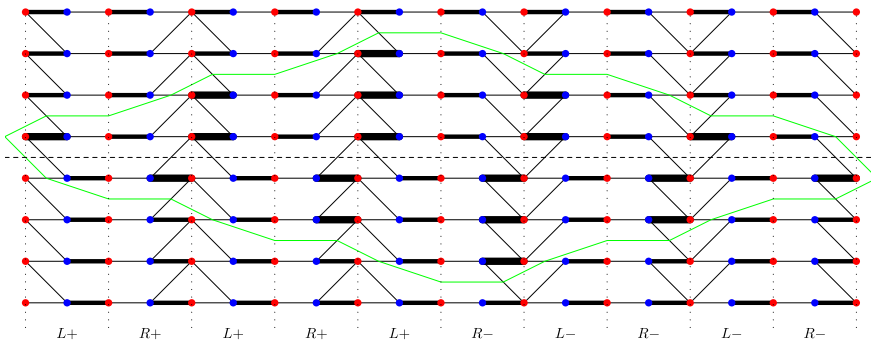 L+ R+ L+ R+ L+ R− L− R− L− R−